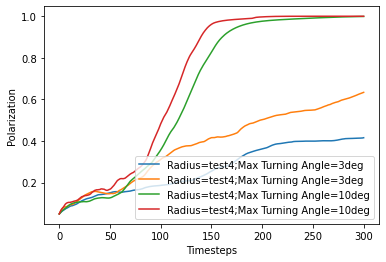 1.0
0.8
0.6
0.4
0.2
Polarization
Radius=test4;Max Turning Angle=3deg
Radius=test4;Max Turning Angle=3deg
Radius=test4;Max Turning Angle=10deg
Radius=test4;Max Turning Angle=10deg
0 50 100 150 200 250 300
Timesteps